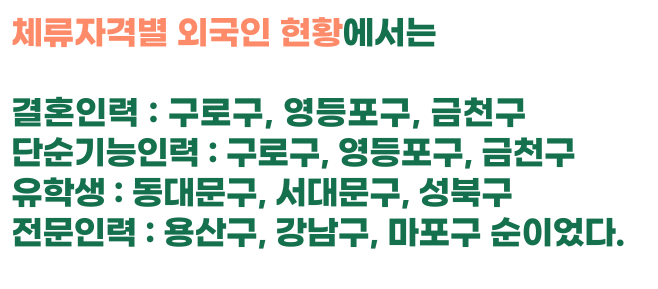 체류자격별 외국인 현황에서는
결혼인력 : 구로구, 영등포구, 금천구
단순기능인력 : 구로구, 영등포구, 금천구
유학생 : 동대문구, 서대문구, 성북구
전문인력 : 용산구, 강남구, 마포구 순이었다.